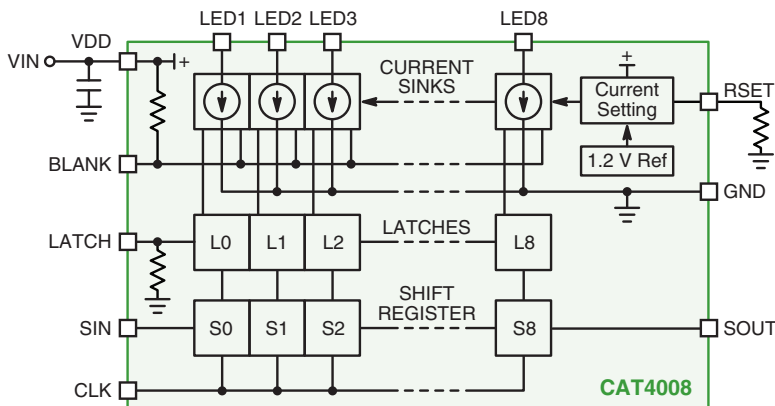 LED1 LED2 LED3 LED8
VDD
VIN
+
CURRENT
SINKS
+
Current
Setting
RSET
1.2 V Ref
BLANK
GND
LATCH
L0 L1 L2
LATCHES
L8
SIN
S0 S1 S2
SHIFT
REGISTER
S8
SOUT
CLK
CAT4008